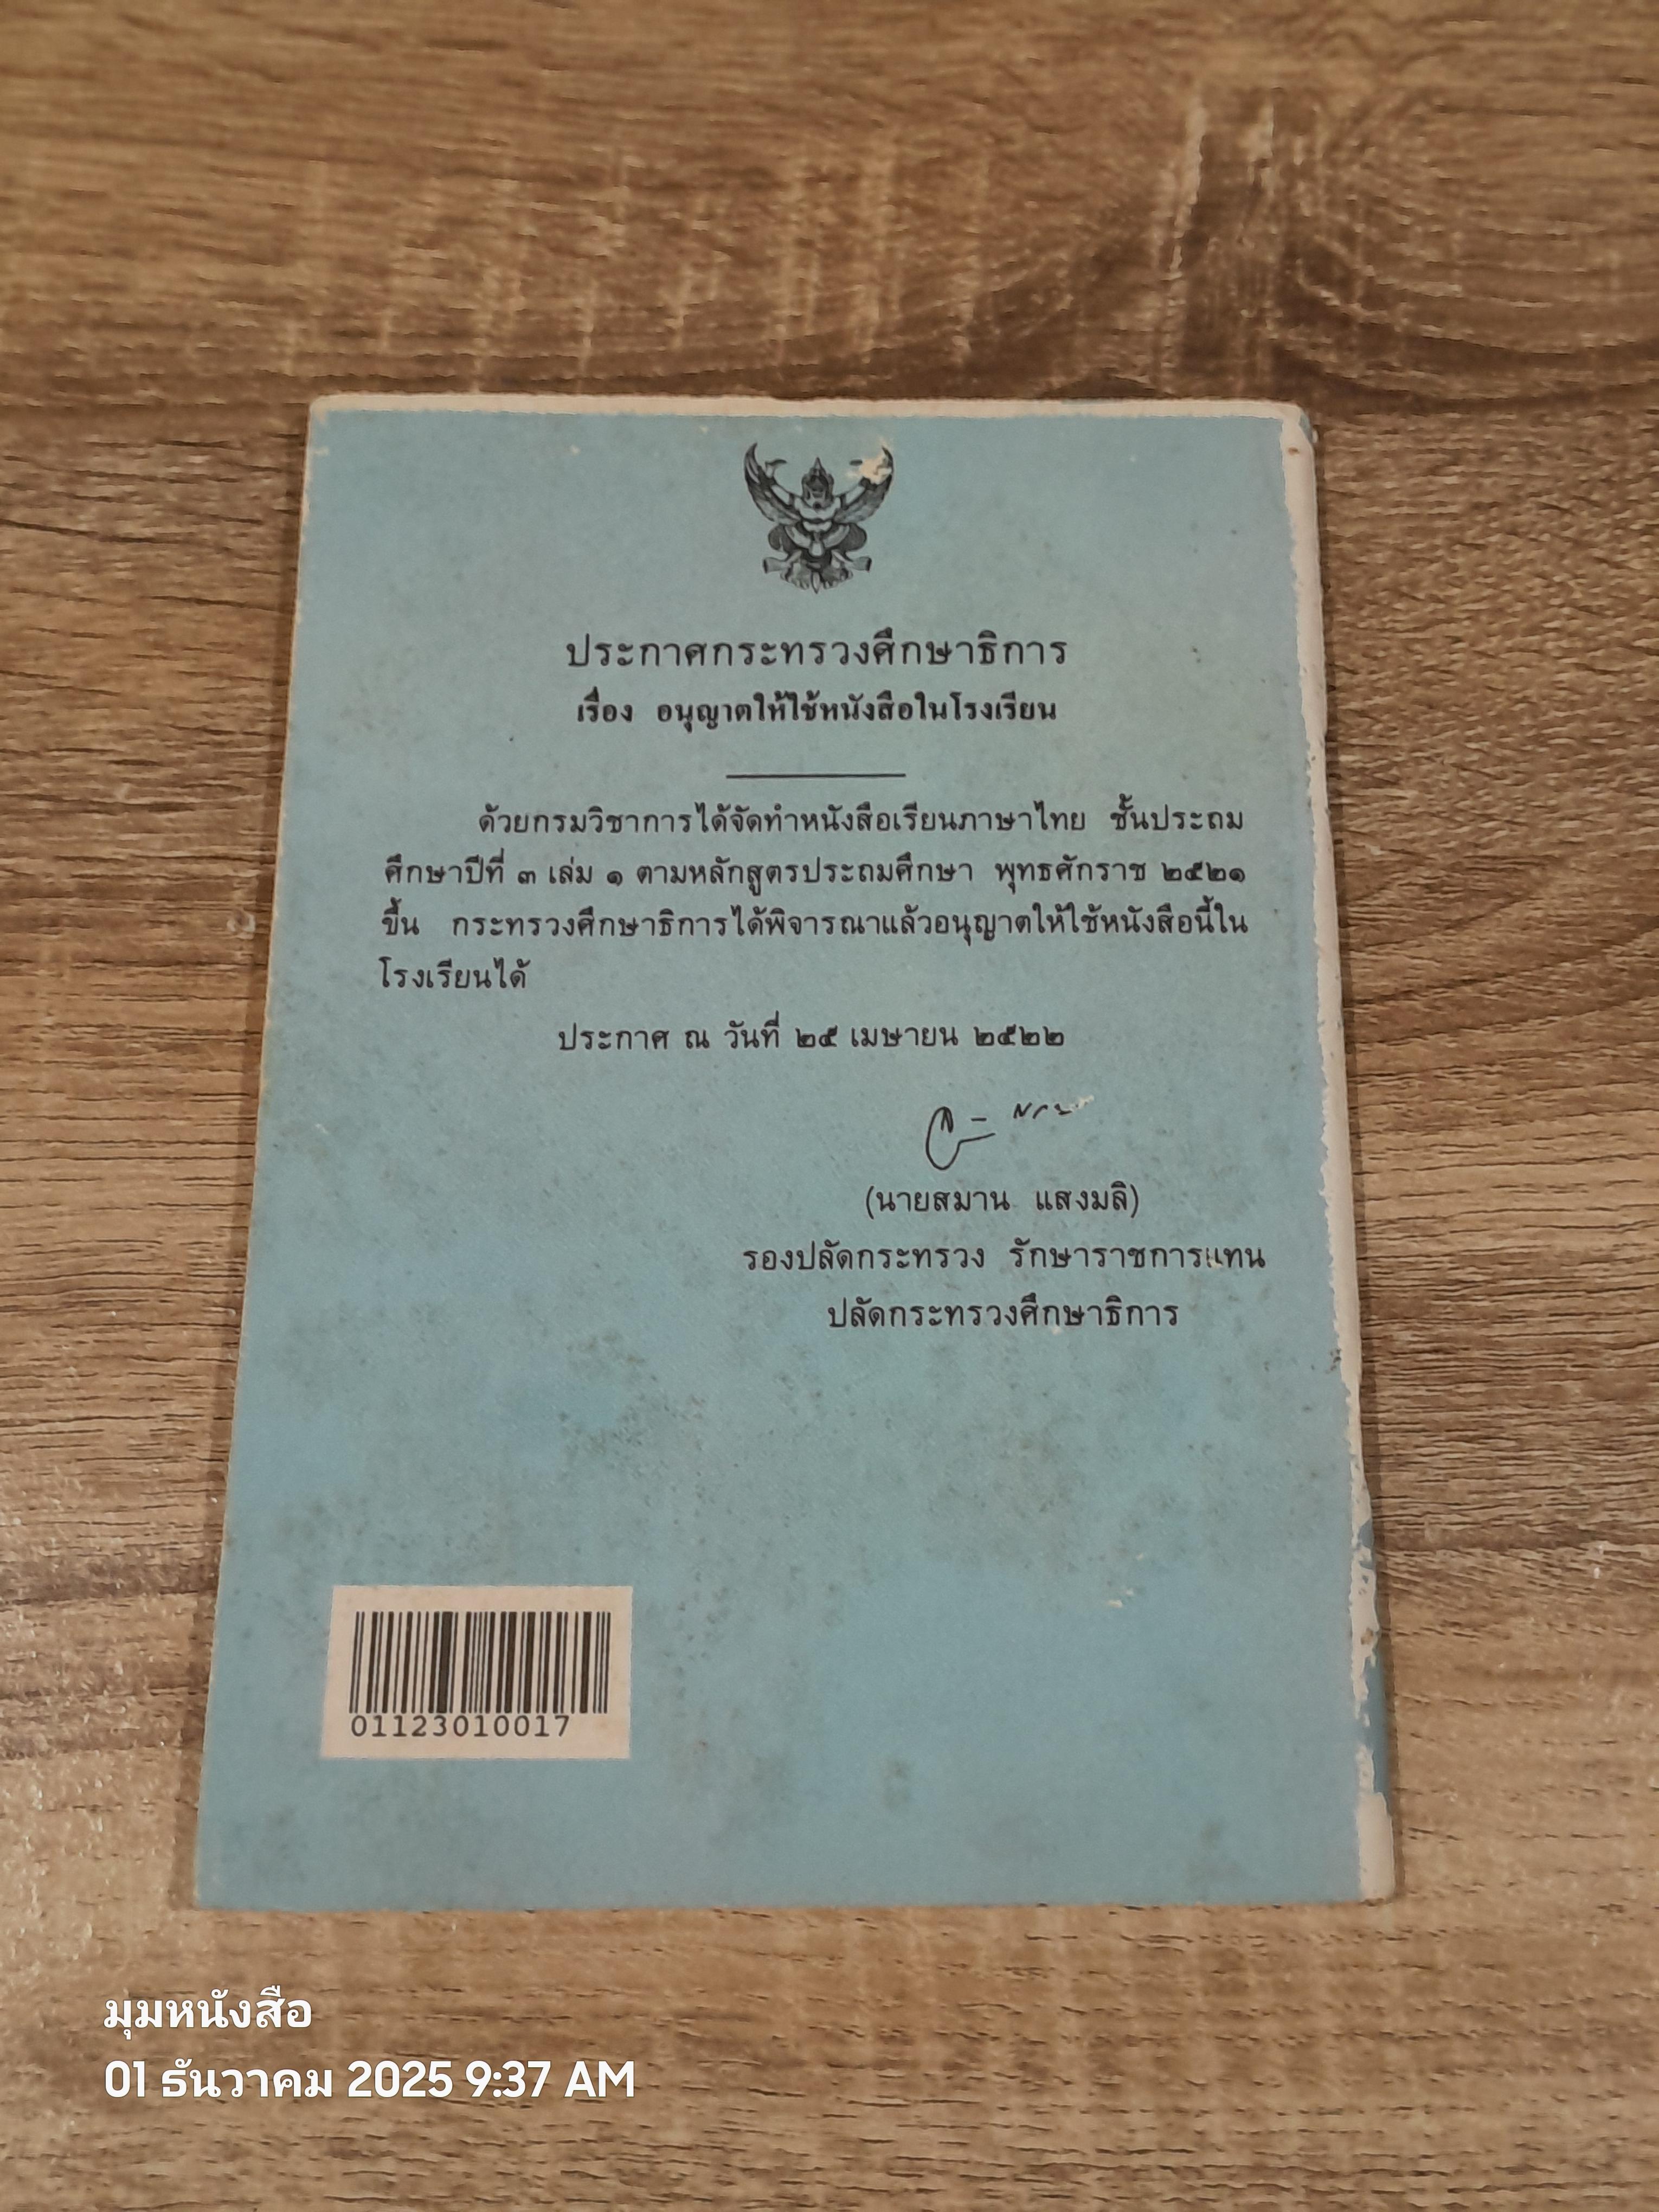 ประกาศกระทรวงศึกษาธิการ
เรื่อง อนุญาตให้ใช้หนังสือในโรงเรียน
ด้วยกรมวิชาการได้จัดทำหนังสือเรียนภาษาไทย ชั้นประถม
ศึกษาปีที่ ๓ เล่ม ๑ ตามหลักสูตรประถมศึกษา พุทธศักราช ๒๕๒๑
ขึ้น กระทรวงศึกษาธิการได้พิจารณาแล้วอนุญาตให้ใช้หนังสือนี้ใน
โรงเรียนได้
ประกาศ ณ วันที่ ๒๕ เมษายน ๒๕๒๒
(นายสมาน แสงมลิ)
รองปลัดกระทรวง รักษาราชการแทน
ปลัดกระทรวงศึกษาธิการ
01123010017
มุมหนังสือ
01 ธันวาคม 2025 9:37 AM